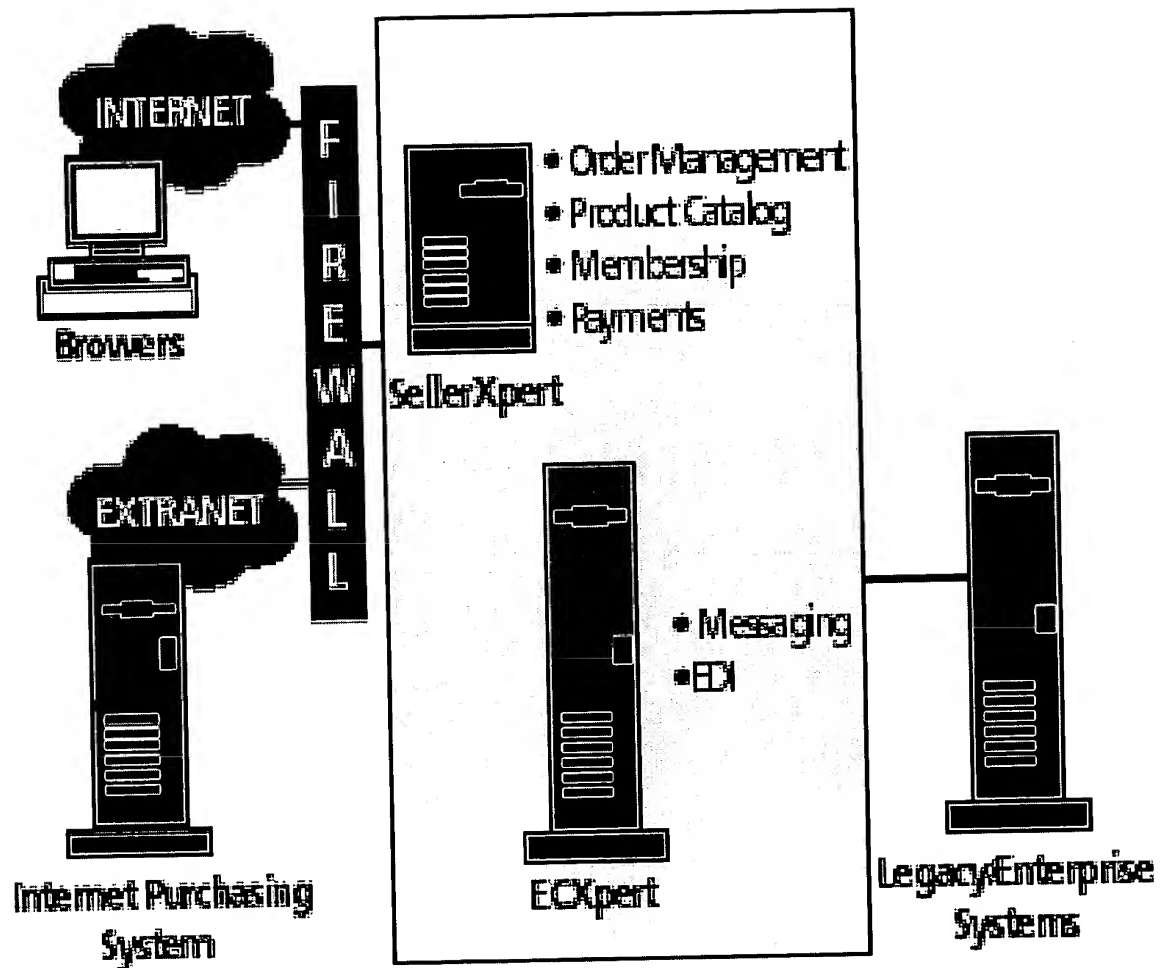 INTERNET
Browers
FIREWALL
EXTRANET
Internet Purchasing
System
• Order Management
• Product Catalog
• Membership
• Payments
SellerXpert
• Messaging
• EDI
ECXpert
Legacy/Enterprise
Systems